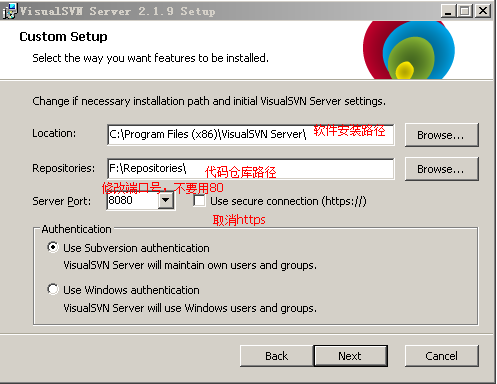 VisualSVN Server 2.1.9 Setup
Custom Setup
Select the way you want features to be installed.
Change if necessary installation path and initial VisualSVN Server settings.
Location: C:\Program Files (x86)\VisualSVN Server\ 软件安装路径 Browse...
Repositories: F:\Repositories\ 代码仓库路径 Browse...
修改端口号，不要用80
Server Port: 8080 Use secure connection (https://)
取消https
Authentication
Use Subversion authentication
VisualSVN Server will maintain own users and groups.
Use Windows authentication
VisualSVN Server will use Windows users and groups.
Back Next Cancel